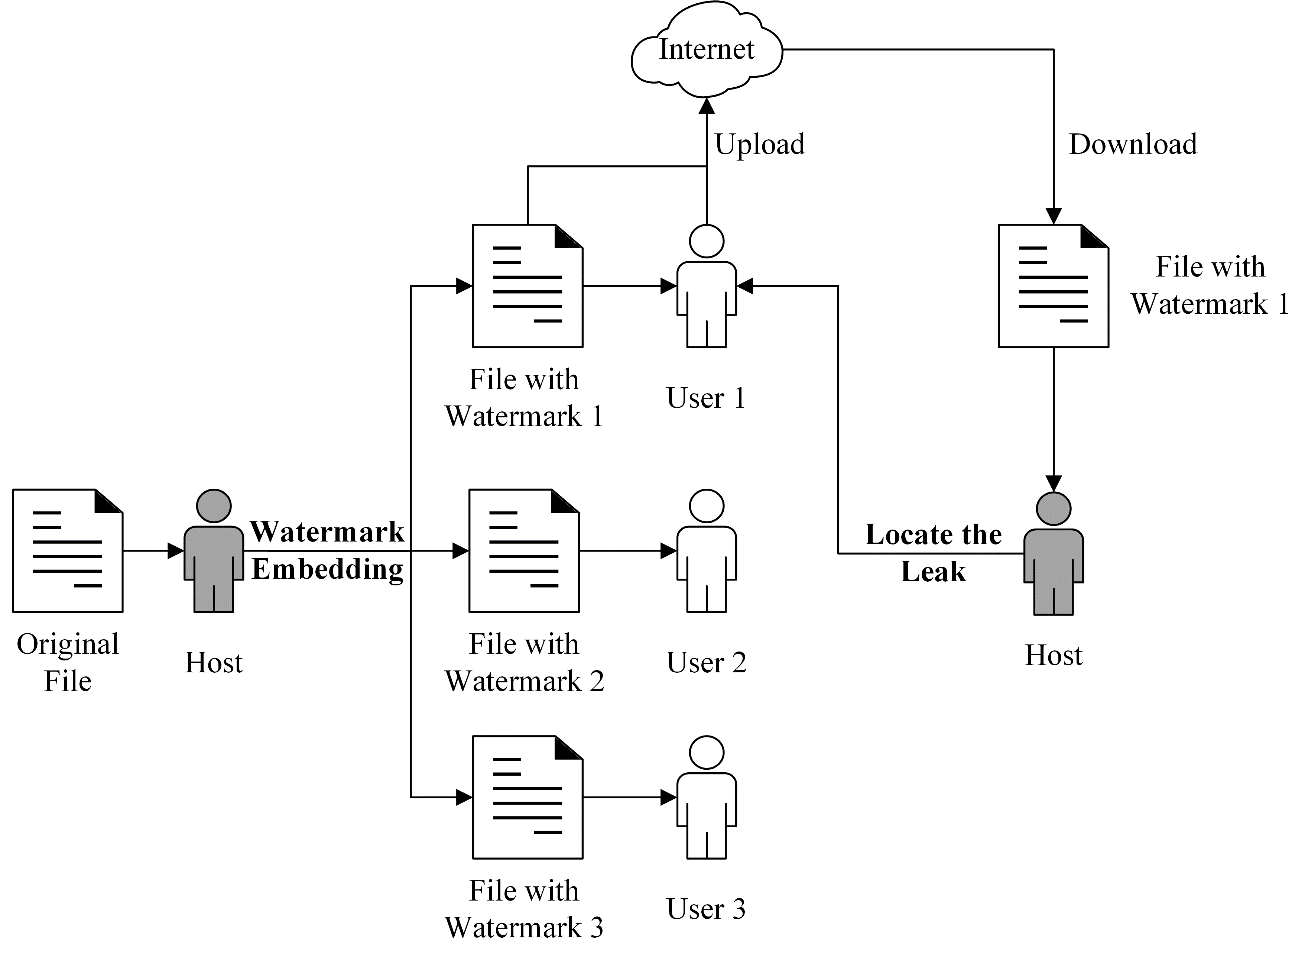 Internet
Upload
Download
File with
Watermark 1
File with
Watermark 1
User 1
Watermark
Embedding
Locate the
Leak
Original
File
Host
File with
Watermark 2
User 2
Host
File with
Watermark 3
User 3